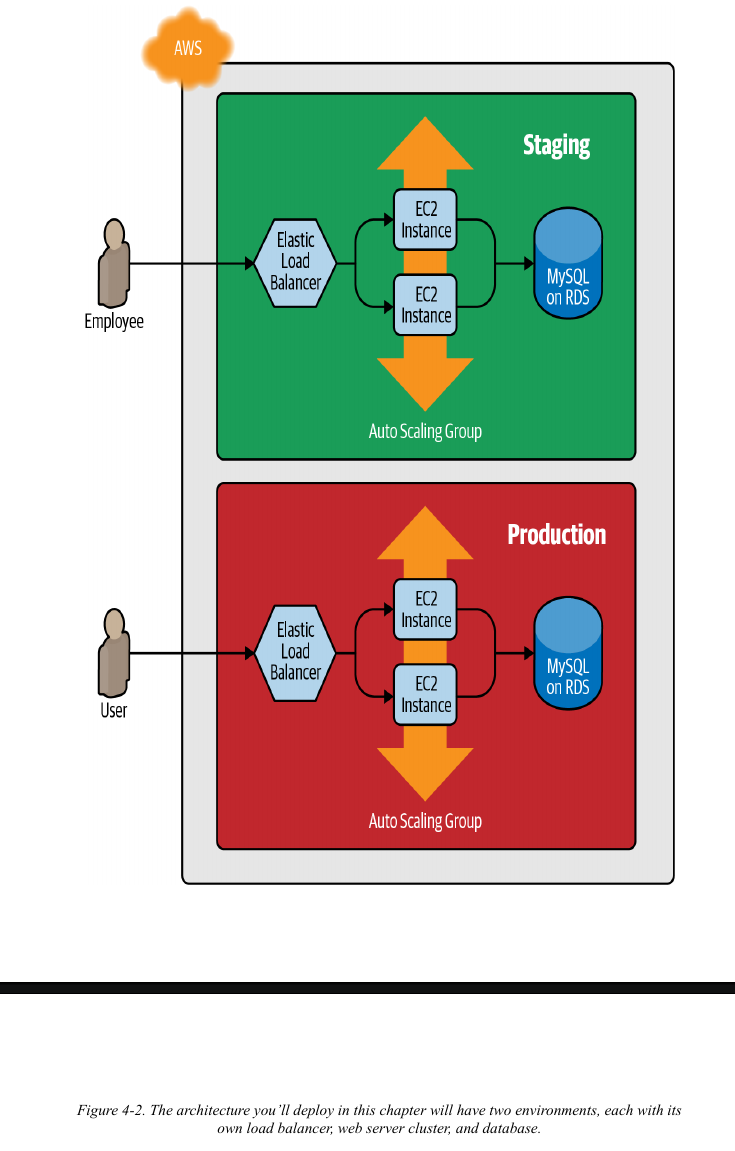 AWS
Staging
EC2
Instance
Elastic
Load
Balancer
EC2
Instance
MySQL
on RDS
Employee
Auto Scaling Group
Production
EC2
Instance
Elastic
Load
Balancer
EC2
Instance
MySQL
on RDS
User
Auto Scaling Group
Figure 4-2. The architecture you’ll deploy in this chapter will have two environments, each with its
own load balancer, web server cluster, and database.